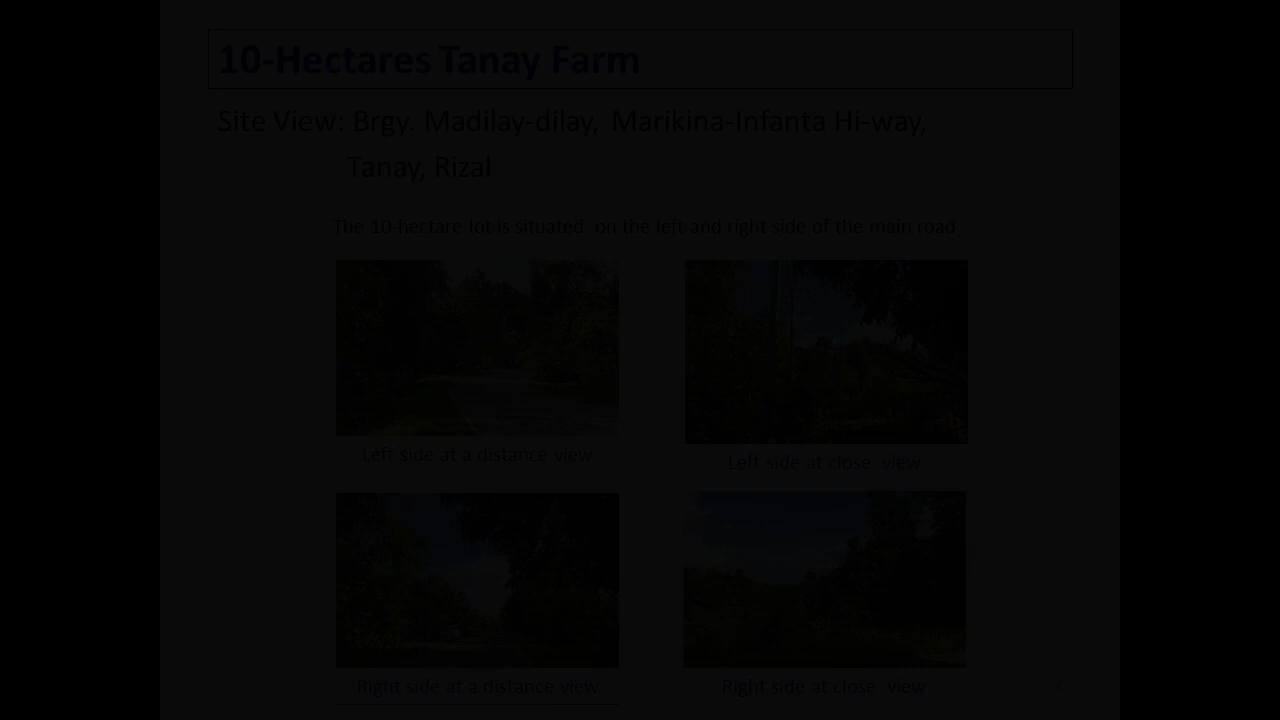 10-Hectares Tanay Farm
Site View: Brgy. Madilay-dilay, Marikina-Infanta Hi-way,
Tanay, Rizal
The 10-hectare lot is situated on the left and right side of the main road
Left side at a distance view
Left side at close view
Right side at a distance view
Right side at close view